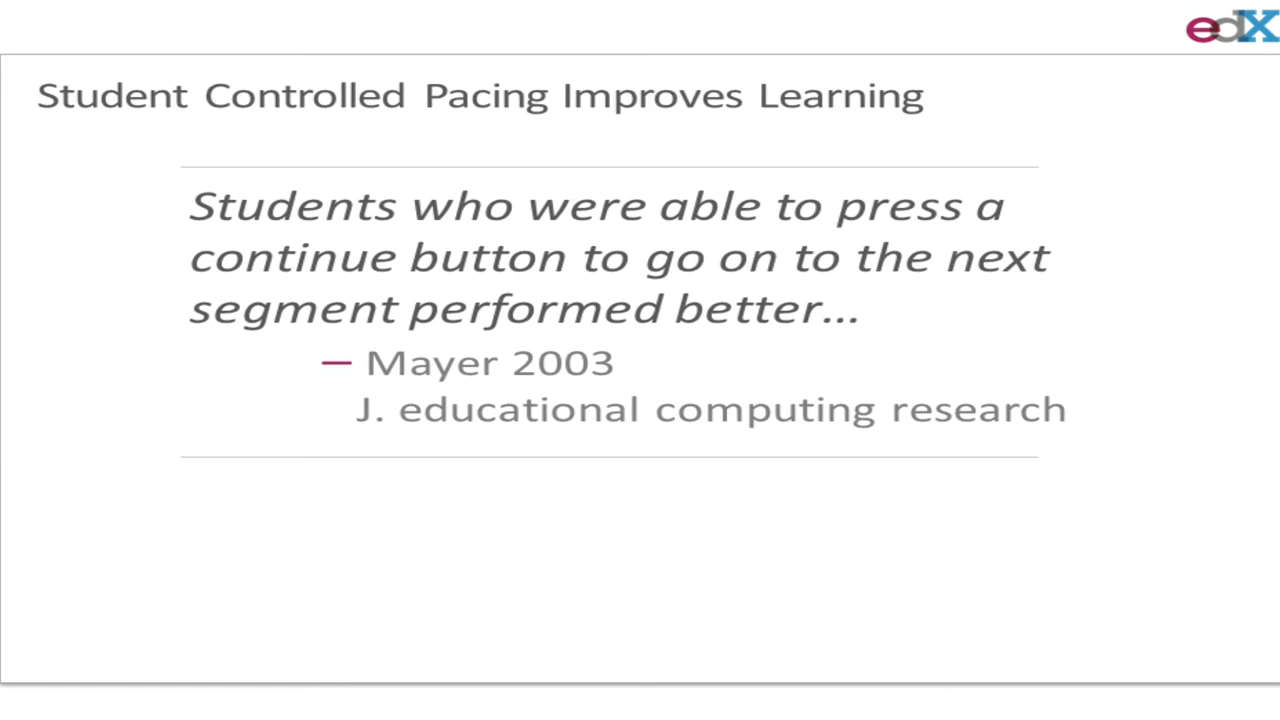 edX
Student Controlled Pacing Improves Learning
Students who were able to press a
continue button to go on to the next
segment performed better...
— Mayer 2003
J. educational computing research